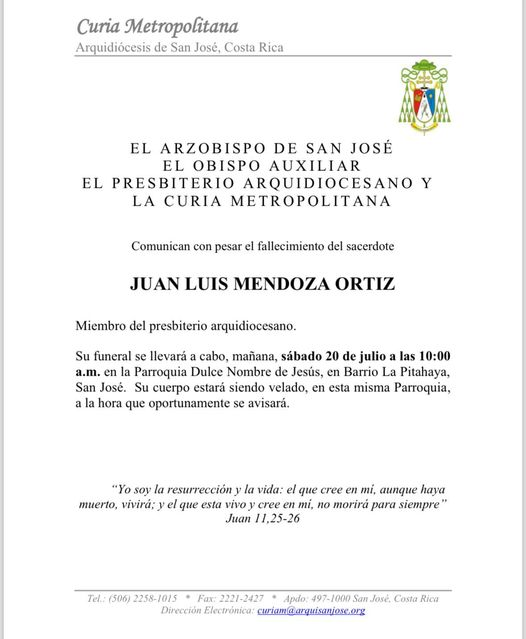 Curia Metropolitana
Arquidiócesis de San José, Costa Rica
EL ARZOBISPO DE SAN JOSÉ
EL OBISPO AUXILIAR
EL PRESBITERIO ARQUIDIOCESANO Y
LA CURIA METROPOLITANA
Comunican con pesar el fallecimiento del sacerdote
JUAN LUIS MENDOZA ORTIZ
Miembro del presbiterio arquidiocesano.
Su funeral se llevará a cabo, mañana, sábado 20 de julio a las 10:00
a.m. en la Parroquia Dulce Nombre de Jesús, en Barrio La Pitahaya,
San José. Su cuerpo estará siendo velado, en esta misma Parroquia,
a la hora que oportunamente se avisará.
“Yo soy la resurrección y la vida: el que cree en mí, aunque haya
muerto, vivirá; y el que esta vivo y cree en mí, no morirá para siempre”
Juan 11,25-26
Tel.: (506) 2258-1015 * Fax: 2221-2427 * Apdo: 497-1000 San José, Costa Rica
Dirección Electrónica: curiam@arquisanjose.org